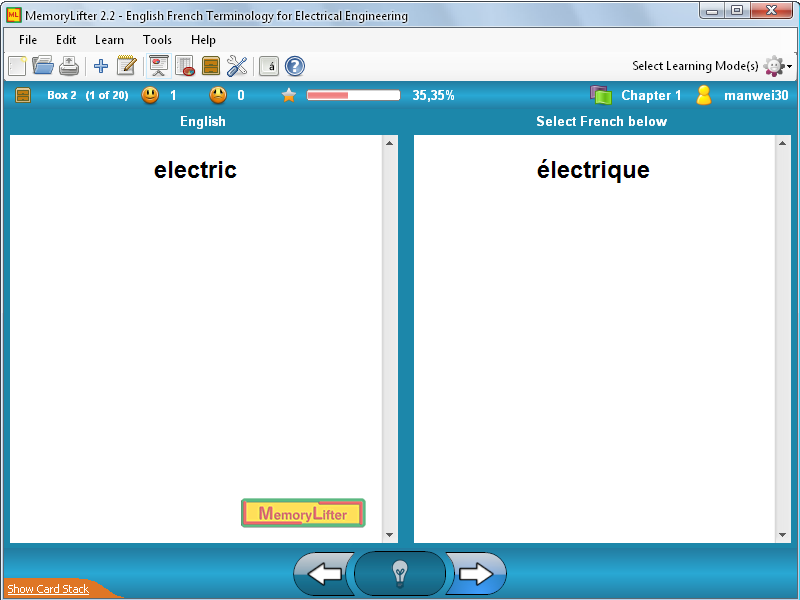 MemoryLifter 2.2 - English French Terminology for Electrical Engineering
File Edit Learn Tools Help
á ? Select Learning Mode(s)
Box 2 (1 of 20) 1 0 35,35% Chapter 1 manwei30
English Select French below
electric électrique
MemoryLifter
Show Card Stack